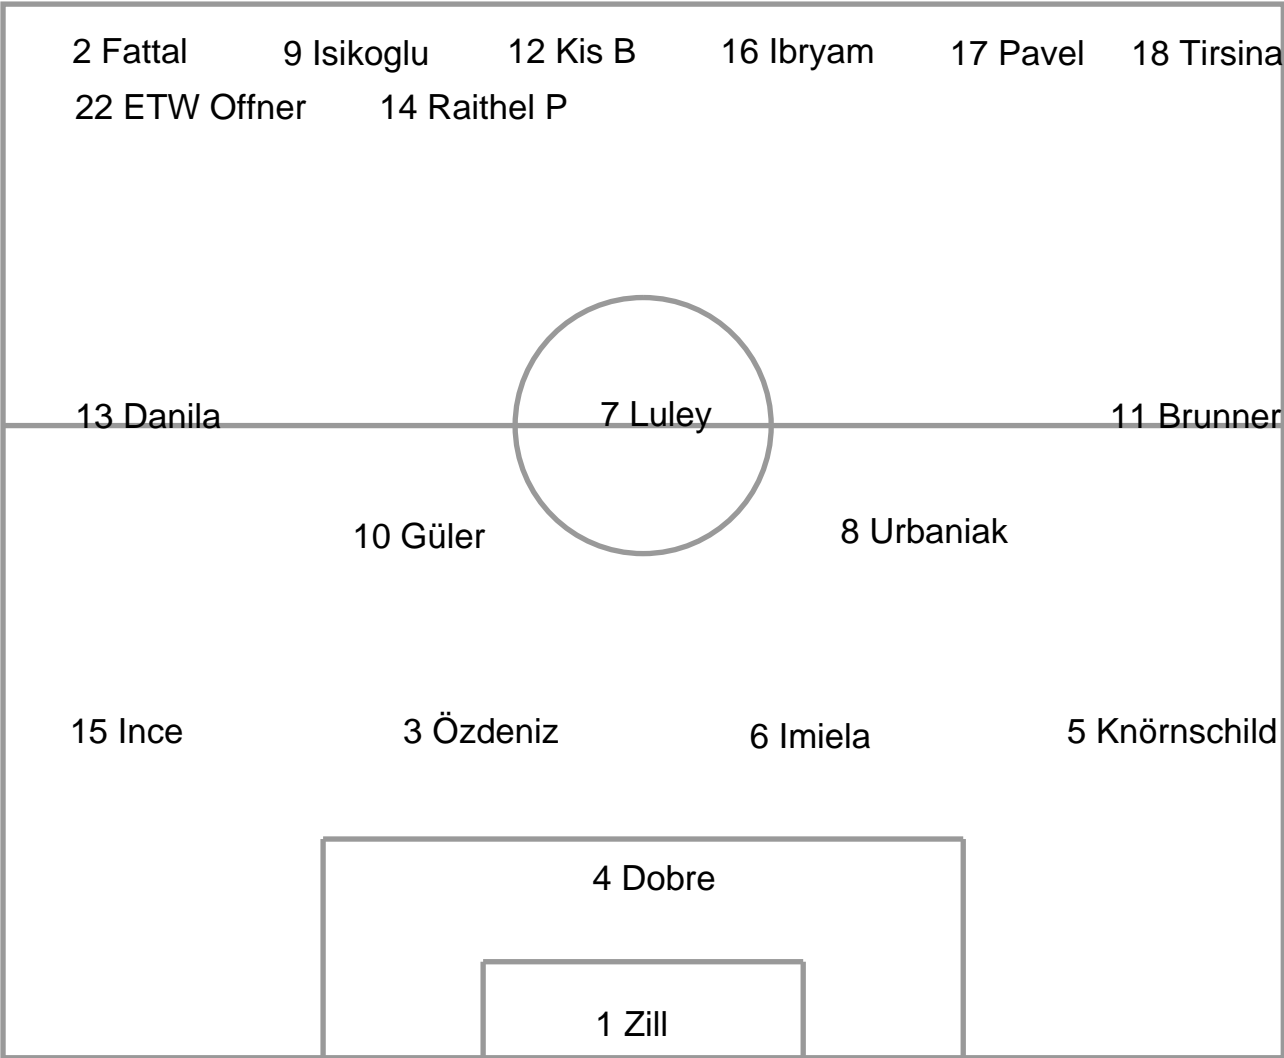 2 Fattal 9 Isikoglu 12 Kis B 16 Ibryam 17 Pavel 18 Tirsina
22 ETW Offner 14 Raithel P
13 Danila 7 Luley 11 Brunner
10 Güler 8 Urbaniak
15 Ince 3 Özdeniz 6 Imiela 5 Knörnschild
4 Dobre
1 Zill